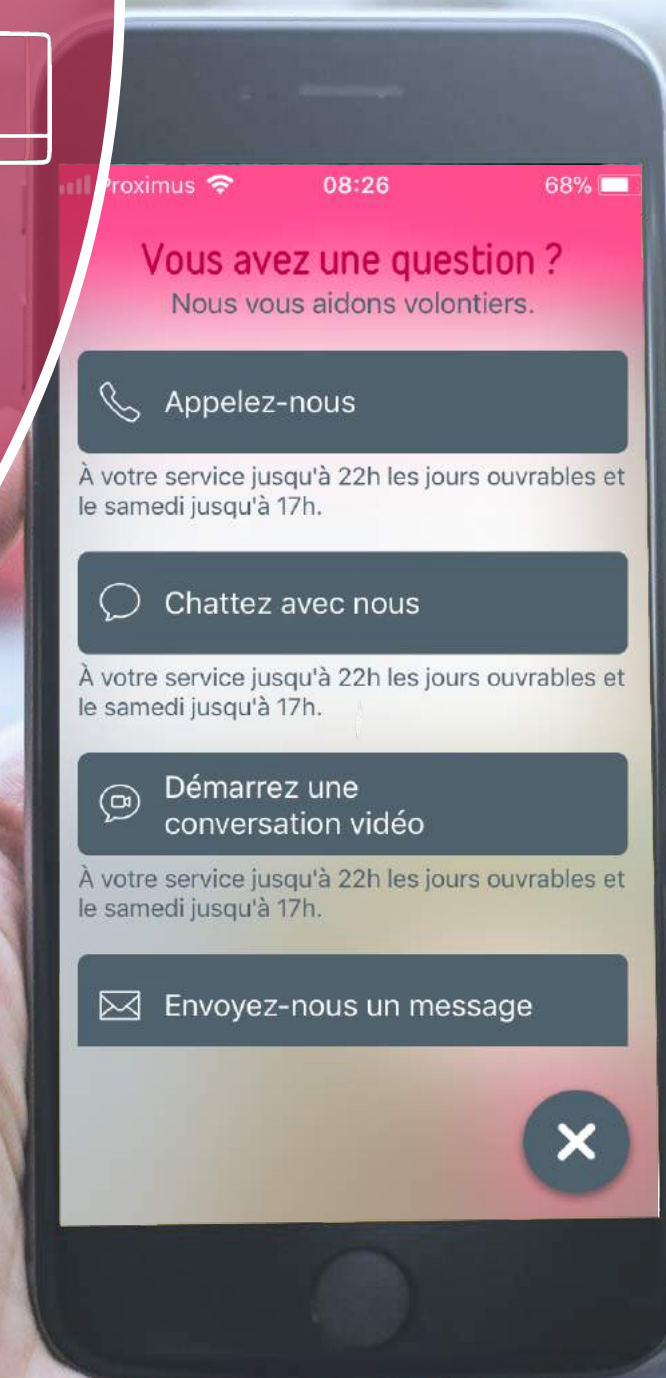 Proximus 08:26 68%
Vous avez une question ?
Nous vous aidons volontiers.
Appelez-nous
À votre service jusqu'à 22h les jours ouvrables et
le samedi jusqu'à 17h.
Chattez avec nous
À votre service jusqu'à 22h les jours ouvrables et
le samedi jusqu'à 17h.
Démarrez une
conversation vidéo
À votre service jusqu'à 22h les jours ouvrables et
le samedi jusqu'à 17h.
Envoyez-nous un message